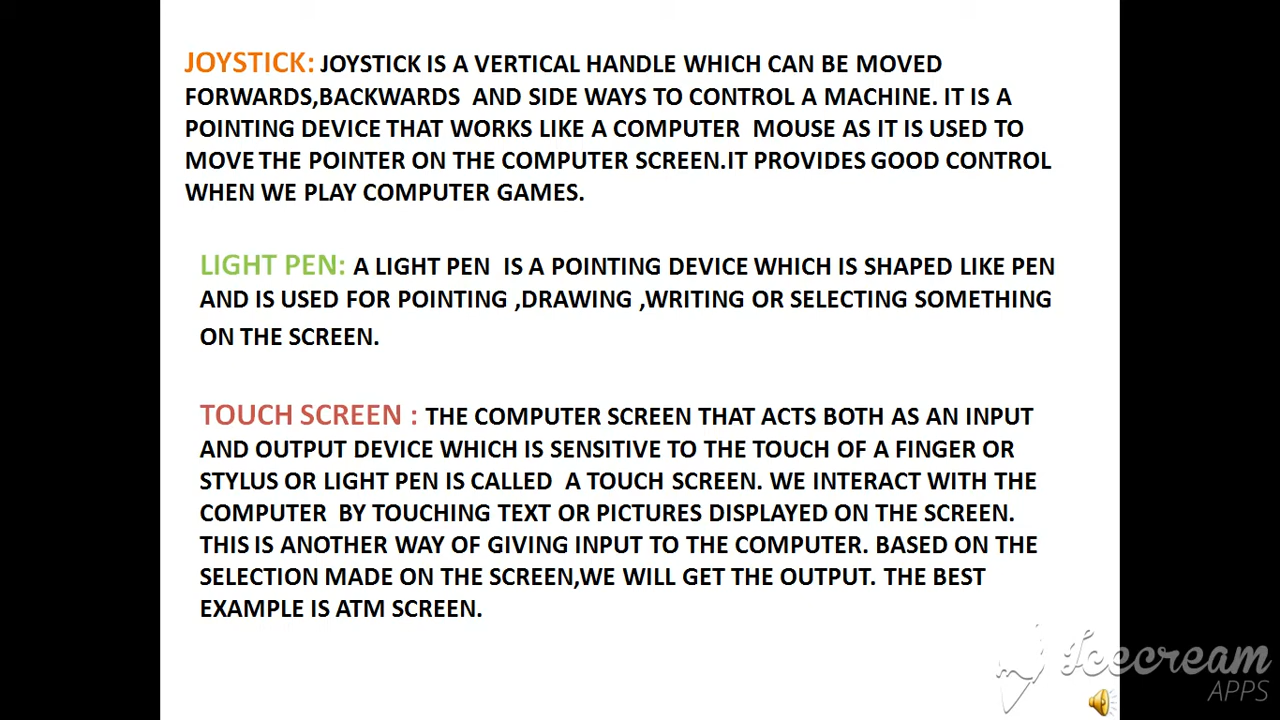 JOYSTICK: JOYSTICK IS A VERTICAL HANDLE WHICH CAN BE MOVED
FORWARDS,BACKWARDS  AND SIDE WAYS TO CONTROL A MACHINE. IT IS A
POINTING DEVICE THAT WORKS LIKE A COMPUTER  MOUSE AS IT IS USED TO
MOVE THE POINTER ON THE COMPUTER SCREEN.IT PROVIDES GOOD CONTROL
WHEN WE PLAY COMPUTER GAMES.
LIGHT PEN: A LIGHT PEN  IS A POINTING DEVICE WHICH IS SHAPED LIKE PEN
AND IS USED FOR POINTING ,DRAWING ,WRITING OR SELECTING SOMETHING
ON THE SCREEN.
TOUCH SCREEN : THE COMPUTER SCREEN THAT ACTS BOTH AS AN INPUT
AND OUTPUT DEVICE WHICH IS SENSITIVE TO THE TOUCH OF A FINGER OR
STYLUS OR LIGHT PEN IS CALLED  A TOUCH SCREEN. WE INTERACT WITH THE
COMPUTER  BY TOUCHING TEXT OR PICTURES DISPLAYED ON THE SCREEN.
THIS IS ANOTHER WAY OF GIVING INPUT TO THE COMPUTER. BASED ON THE
SELECTION MADE ON THE SCREEN,WE WILL GET THE OUTPUT. THE BEST
EXAMPLE IS ATM SCREEN.
Icecream
APPS